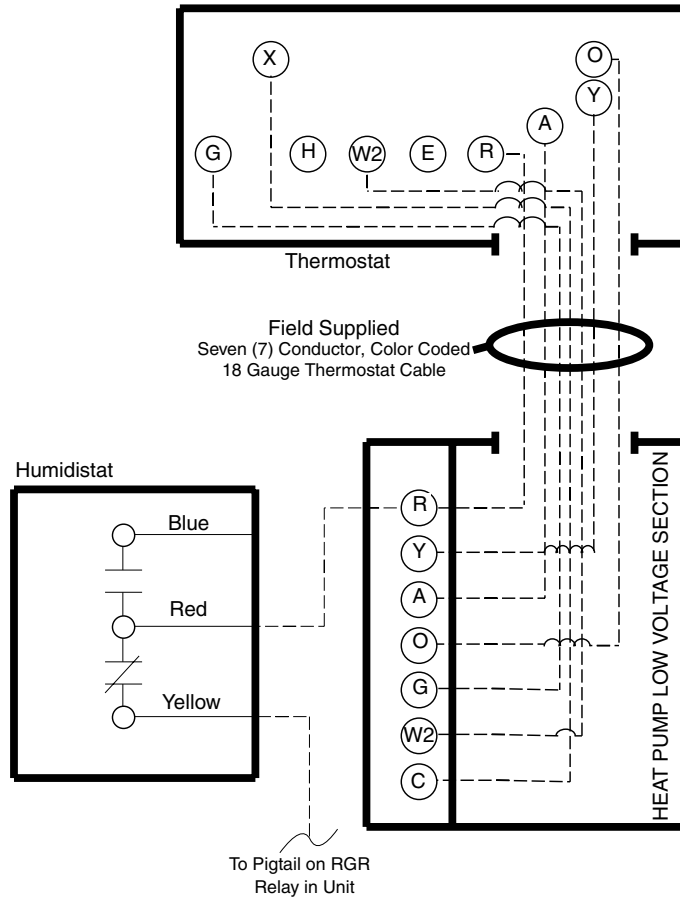 X
O
Y
A
G
H
W2
E
R
Thermostat
Field Supplied
Seven (7) Conductor, Color Coded
18 Gauge Thermostat Cable
Humidistat
Blue
Red
Yellow
R
Y
A
O
G
W2
C
HEAT PUMP LOW VOLTAGE SECTION
To Pigtail on RGR
Relay in Unit